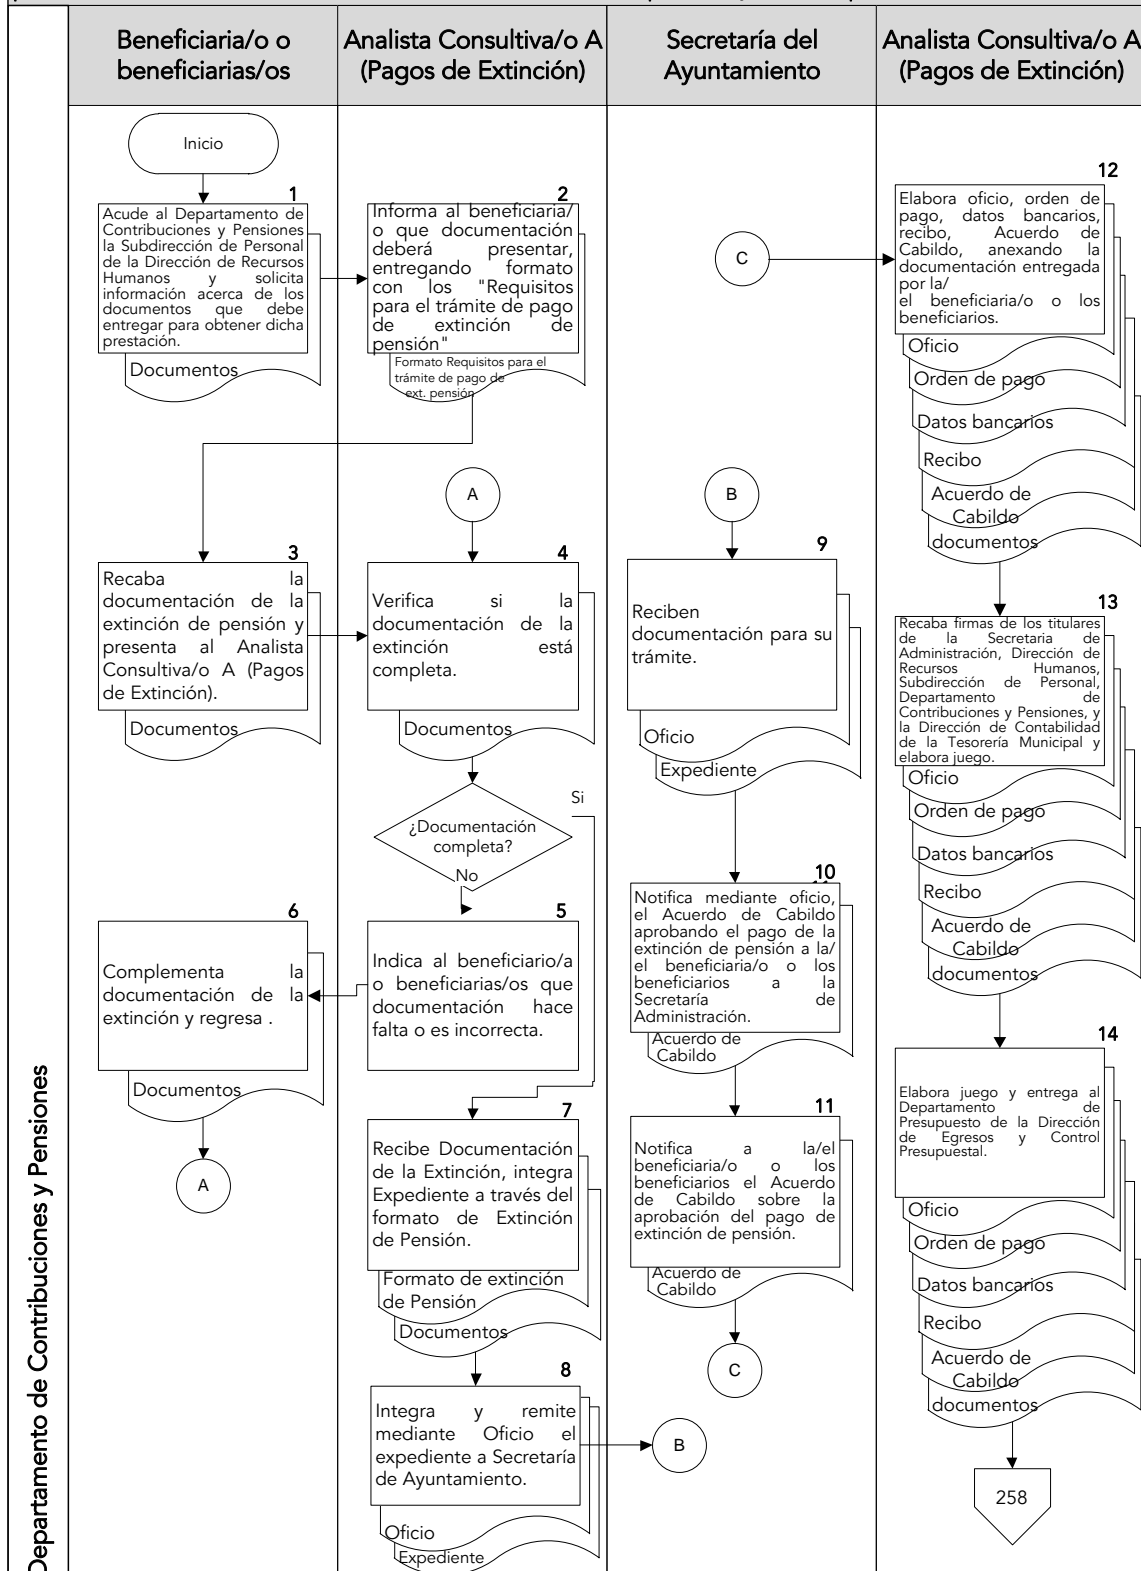 Beneficiaria/o o
beneficiarias/os
Analista Consultiva/o A
(Pagos de Extinción)
Secretaría del
Ayuntamiento
Analista Consultiva/o A
(Pagos de Extinción)
Departamento de Contribuciones y Pensiones
Inicio
1
Acude al Departamento de
Contribuciones y Pensiones
la Subdirección de Personal
de la Dirección de Recursos
Humanos y solicita
información acerca de los
documentos que debe
entregar para obtener dicha
prestación.
Documentos
2
Informa al beneficiaria/
o que documentación
deberá presentar,
entregando formato
con los "Requisitos
para el trámite de pago
de extinción de
pensión"
Formato Requisitos para el
trámite de pago de
ext. pensión
3
Recaba la
documentación de la
extinción de pensión y
presenta al Analista
Consultiva/o A (Pagos
de Extinción).
Documentos
A
4
Verifica si la
documentación de la
extinción está
completa.
Documentos
¿Documentación
completa?
Si
No
5
Indica al beneficiario/a
o beneficiarias/os que
documentación hace
falta o es incorrecta.
6
Complementa la
documentación de la
extinción y regresa .
Documentos
A
7
Recibe Documentación
de la Extinción, integra
Expediente a través del
formato de Extinción
de Pensión.
Formato de extinción
de Pensión
Documentos
8
Integra y remite
mediante Oficio el
expediente a Secretaría
de Ayuntamiento.
Oficio
Expediente
B
B
9
Reciben
documentación para su
trámite.
Oficio
Expediente
10
Notifica mediante oficio,
el Acuerdo de Cabildo
aprobando el pago de la
extinción de pensión a la/
el beneficiaria/o o los
beneficiarios a la
Secretaría de
Administración.
Acuerdo de
Cabildo
11
Notifica a la/el
beneficiaria/o o los
beneficiarios el Acuerdo
de Cabildo sobre la
aprobación del pago de
extinción de pensión.
Acuerdo de
Cabildo
C
C
12
Elabora oficio, orden de
pago, datos bancarios,
recibo, Acuerdo de
Cabildo, anexando la
documentación entregada
por la/
el beneficiaria/o o los
beneficiarios.
Oficio
Orden de pago
Datos bancarios
Recibo
Acuerdo de
Cabildo
documentos
13
Recaba firmas de los titulares
de la Secretaria de
Administración, Dirección de
Recursos Humanos,
Subdirección de Personal,
Departamento de
Contribuciones y Pensiones, y
la Dirección de Contabilidad
de la Tesorería Municipal y
elabora juego.
Oficio
Orden de pago
Datos bancarios
Recibo
Acuerdo de
Cabildo
documentos
14
Elabora juego y entrega al
Departamento de
Presupuesto de la Dirección
de Egresos y Control
Presupuestal.
Oficio
Orden de pago
Datos bancarios
Recibo
Acuerdo de
Cabildo
documentos
258